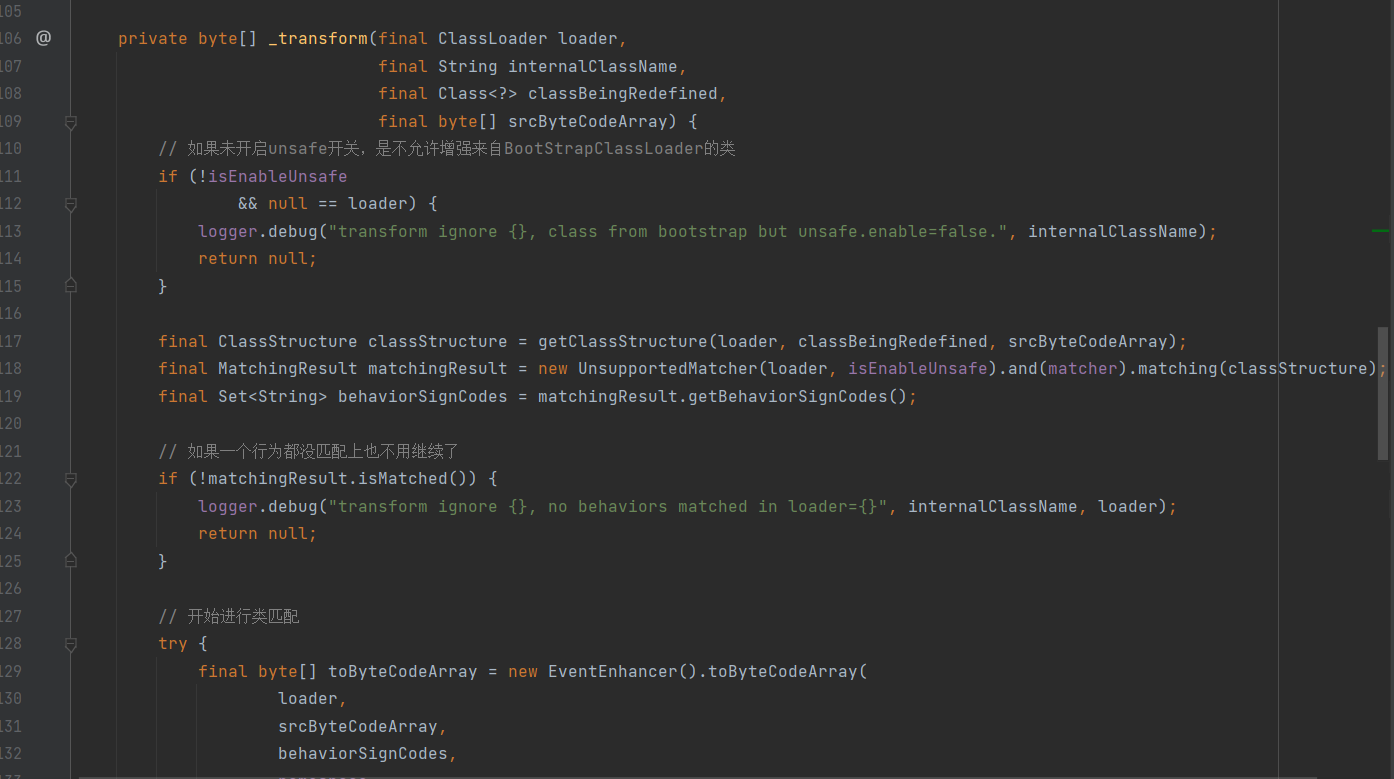 105
106 @ private byte[] _transform(final ClassLoader loader,
107 final String internalClassName,
108 final Class<?> classBeingRedefined,
109 final byte[] srcByteCodeArray) {
110 // 如果未开启unsafe开关，是不允许增强来自BootStrapClassLoader的类
111 if (!isEnableUnsafe
112 && null == loader) {
113 logger.debug("transform ignore {}, class from bootstrap but unsafe.enable=false.", internalClassName);
114 return null;
115 }
116
117 final ClassStructure classStructure = getClassStructure(loader, classBeingRedefined, srcByteCodeArray);
118 final MatchingResult matchingResult = new UnsupportedMatcher(loader, isEnableUnsafe).and(matcher).matching(classStructure);
119 final Set<String> behaviorSignCodes = matchingResult.getBehaviorSignCodes();
120
121 // 如果一个行为都没匹配上也不用继续了
122 if (!matchingResult.isMatched()) {
123 logger.debug("transform ignore {}, no behaviors matched in loader={}", internalClassName, loader);
124 return null;
125 }
126
127 // 开始进行类匹配
128 try {
129 final byte[] toByteCodeArray = new EventEnhancer().toByteCodeArray(
130 loader,
131 srcByteCodeArray,
132 behaviorSignCodes,